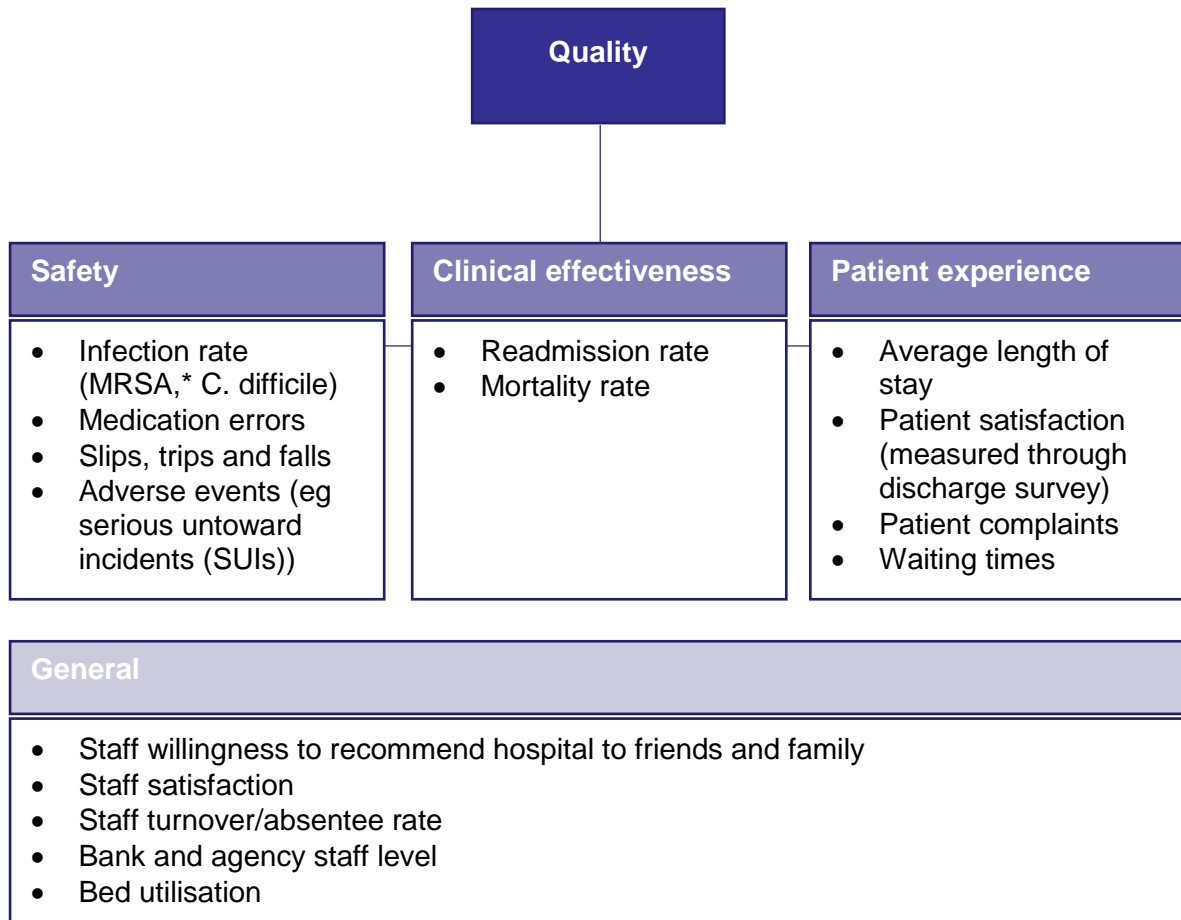 Quality
Safety
• Infection rate
(MRSA,* C. difficile)
• Medication errors
• Slips, trips and falls
• Adverse events (eg
serious untoward
incidents (SUIs))
Clinical effectiveness
• Readmission rate
• Mortality rate
Patient experience
• Average length of
stay
• Patient satisfaction
(measured through
discharge survey)
• Patient complaints
• Waiting times
General
• Staff willingness to recommend hospital to friends and family
• Staff satisfaction
• Staff turnover/absentee rate
• Bank and agency staff level
• Bed utilisation